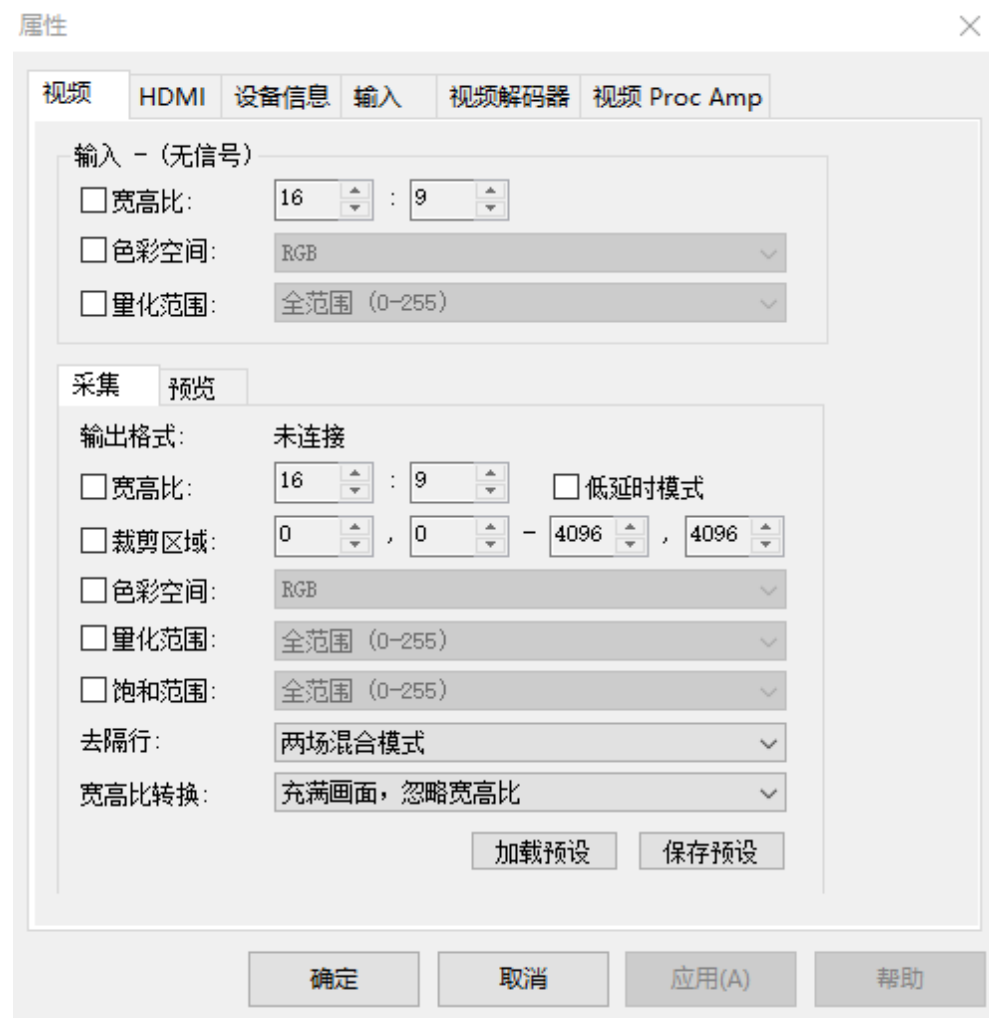 属性
视频 HDMI 设备信息 输入 视频解码器 视频 Proc Amp
输入 - (无信号)
宽高比: 16 : 9
色彩空间: RGB
量化范围: 全范围 (0-255)
采集 预览
输出格式: 未连接
宽高比: 16 : 9 低延时模式
裁剪区域: 0 , 0 - 4096 , 4096
色彩空间: RGB
量化范围: 全范围 (0-255)
饱和范围: 全范围 (0-255)
去隔行: 两场混合模式
宽高比转换: 充满画面，忽略宽高比
加载预设 保存预设
确定 取消 应用(A) 帮助